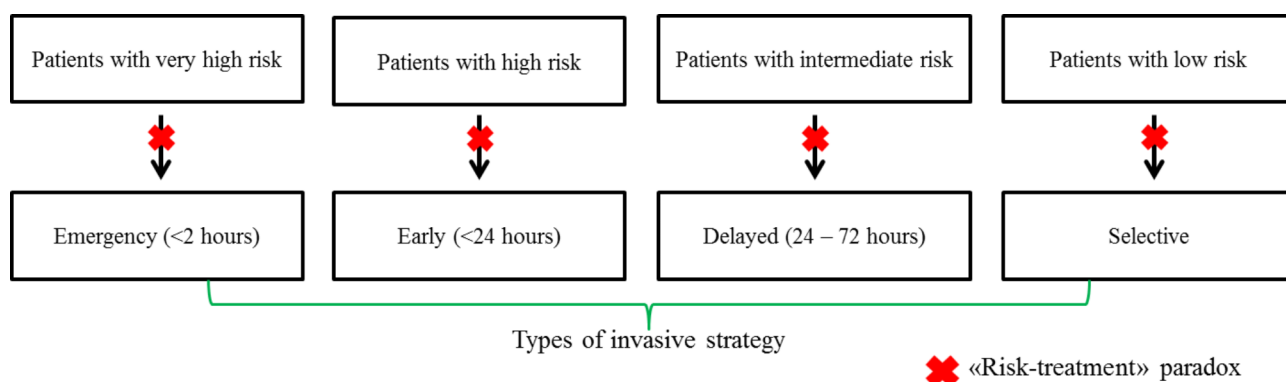 Patients with very high risk
Patients with high risk
Patients with intermediate risk
Patients with low risk
Emergency (<2 hours)
Early (<24 hours)
Delayed (24 – 72 hours)
Selective
Types of invasive strategy
«Risk-treatment» paradox